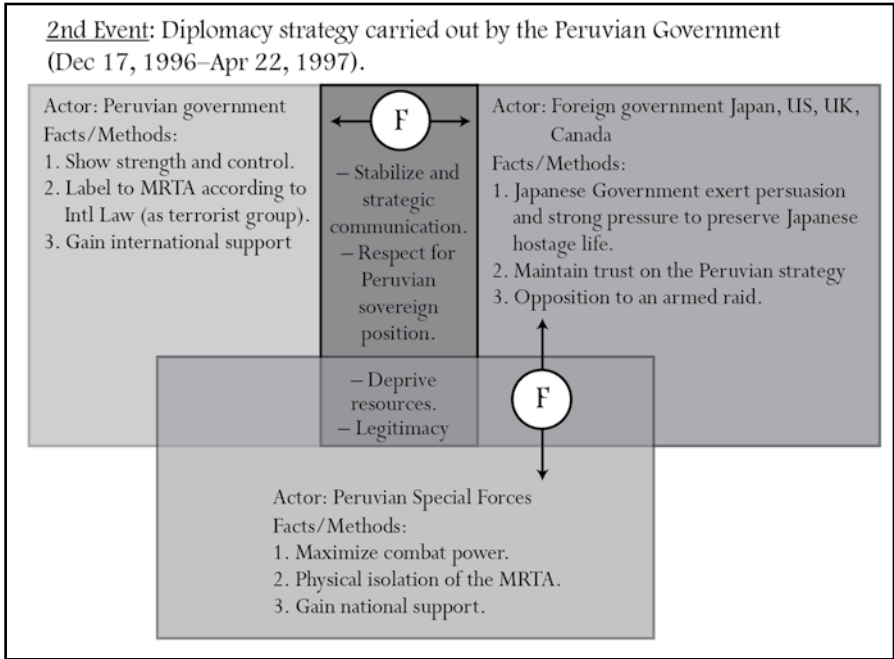 2nd Event: Diplomacy strategy carried out by the Peruvian Government
(Dec 17, 1996–Apr 22, 1997).
Actor: Peruvian government
Facts/Methods:
1. Show strength and control.
2. Label to MRTA according to
Intl Law (as terrorist group).
3. Gain international support
F
– Stabilize and
strategic
communication.
– Respect for
Peruvian
sovereign
position.
– Deprive
resources.
– Legitimacy
Actor: Foreign government Japan, US, UK,
Canada
Facts/Methods:
1. Japanese Government exert persuasion
and strong pressure to preserve Japanese
hostage life.
2. Maintain trust on the Peruvian strategy
3. Opposition to an armed raid.
F
Actor: Peruvian Special Forces
Facts/Methods:
1. Maximize combat power.
2. Physical isolation of the MRTA.
3. Gain national support.